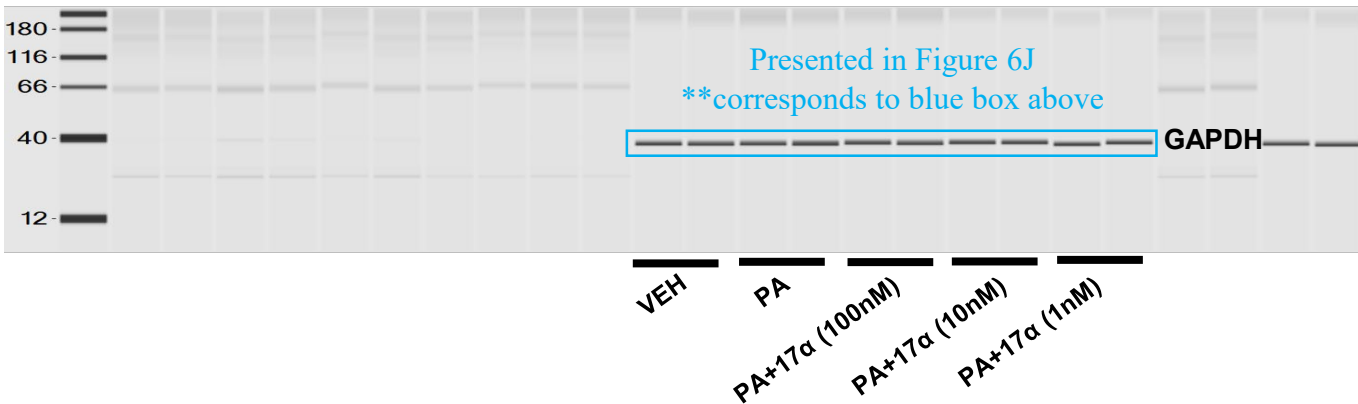 180
116
66
40
12
Presented in Figure 6J
**corresponds to blue box above
GAPDH
VEH
PA
PA+17α (100nM)
PA+17α (10nM)
PA+17α (1nM)